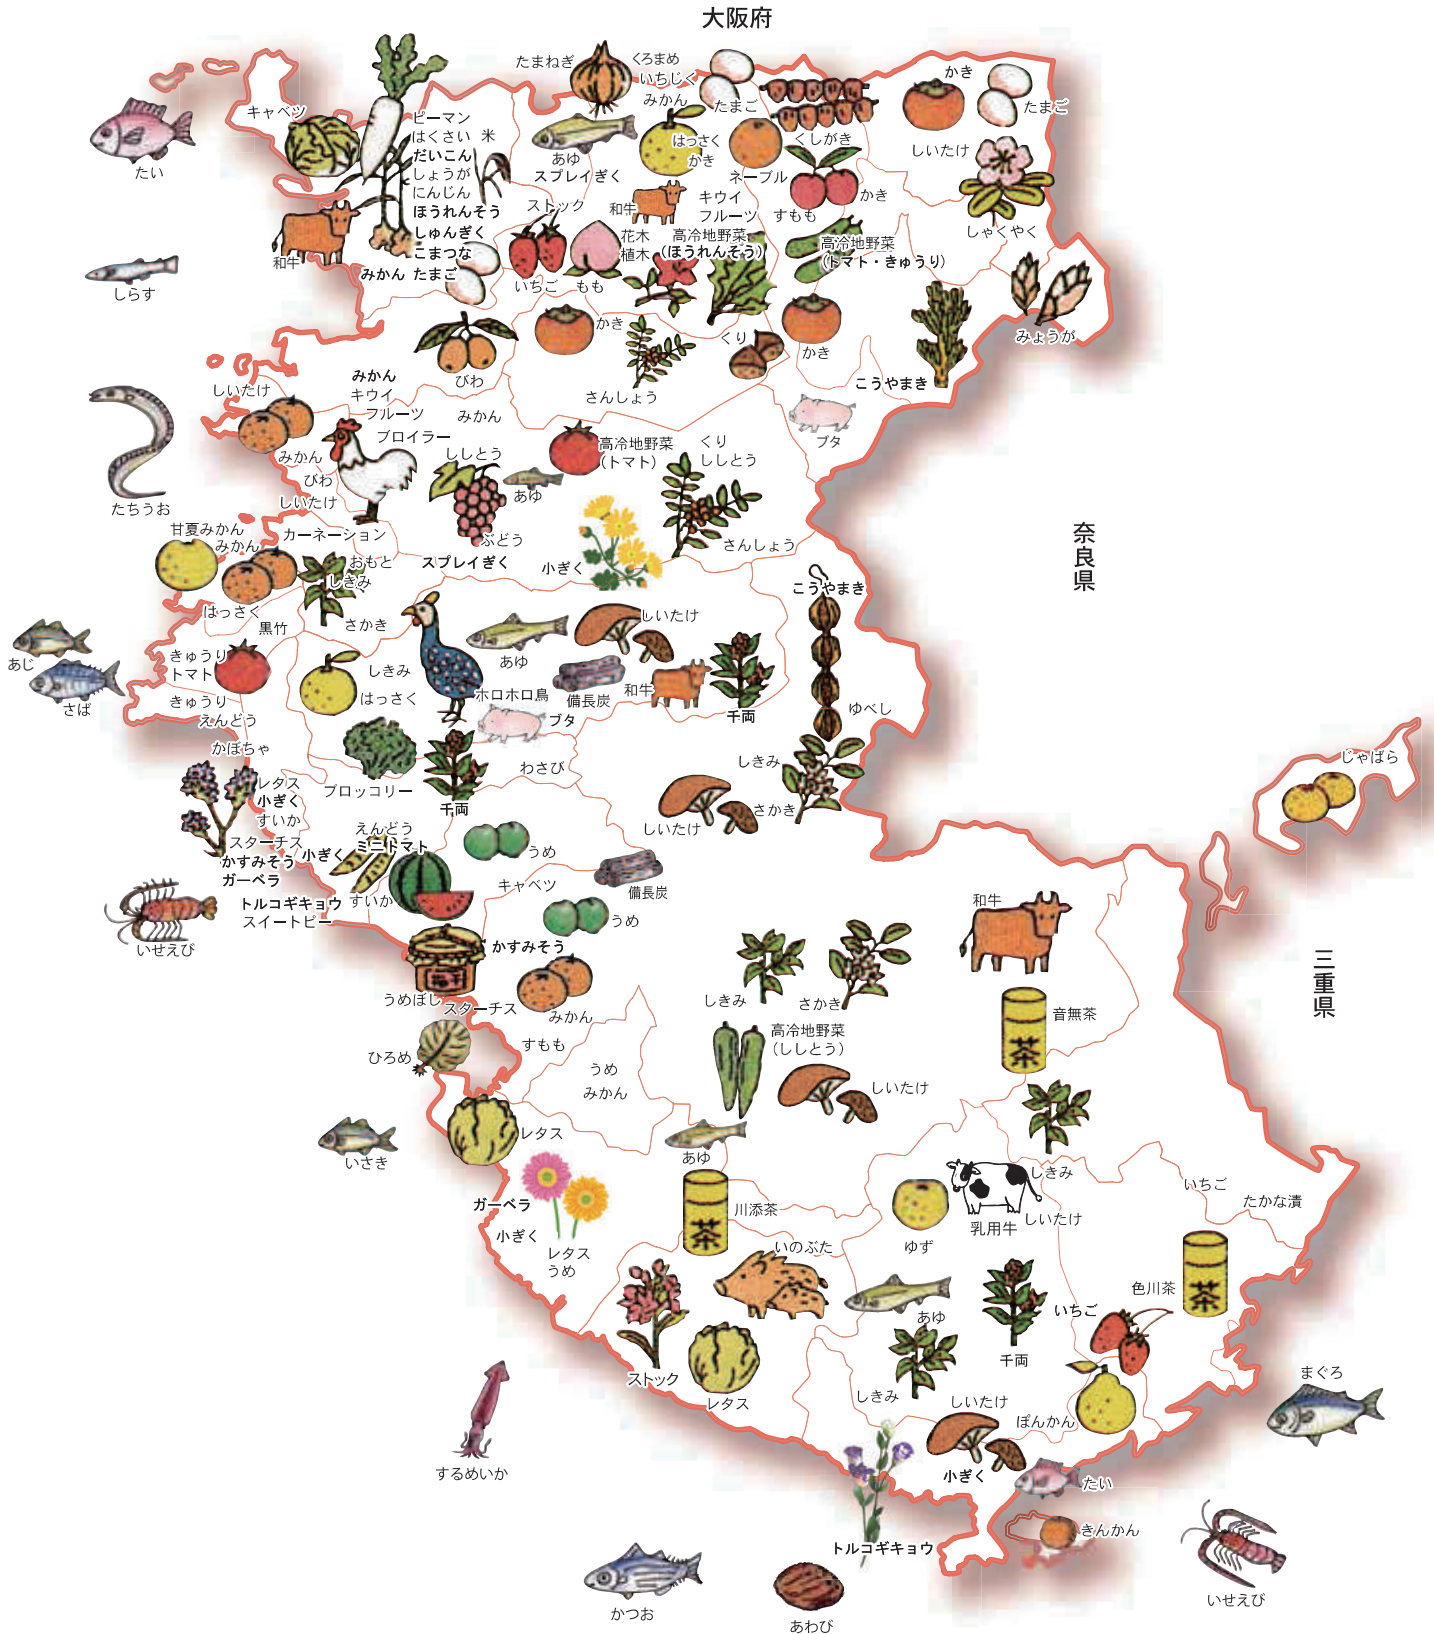 大阪府
たまねぎ
くろまめ
いちじく
みかん
たまご
かき
たまご
キャベツ
ピーマン
はくさい 米
だいこん
しょうが
にんじん
ほうれんそう
しゅんぎく
こまつな
みかん たまご
あゆ
スプレイぎく
はっさく
かき
ネーブル
くしがき
しいたけ
たい
ストック
和牛
キウイ
フルーツ
すもも
かき
しゃくやく
和牛
花木
植木
高冷地野菜
(ほうれんそう)
高冷地野菜
(トマト・きゅうり)
しらす
いちご
もも
かき
くり
かき
みょうが
びわ
さんしょう
こうやまき
しいたけ
みかん
キウイ
フルーツ
みかん
ブタ
みかん
ブロイラー
ししとう
高冷地野菜
(トマト)
くり
ししとう
びわ
しいたけ
あゆ
たちうお
カーネーション
ぶどう
さんしょう
奈良県
甘夏みかん
みかん
おもと
しきみ
スプレイぎく
小ぎく
こうやまき
はっさく
黒竹
さかき
しいたけ
あじ
きゅうり
トマト
しきみ
あゆ
さば
きゅうり
えんどう
はっさく
ホロホロ鳥
備長炭
和牛
千両
ゆべし
ブタ
かぼちゃ
わさび
しきみ
じゃばら
レタス
小ぎく
すいか
ブロッコリー
千両
しいたけ
さかき
スターチス
かすみそう
ガーベラ
小ぎく
えんどう
ミニトマト
うめ
キャベツ
備長炭
トルコギキョウ
スイートピー
すいか
うめ
和牛
いせえび
かすみそう
三重県
うめぼし
スターチス
みかん
しきみ
さかき
音無茶
ひろめ
すもも
高冷地野菜
(ししとう)
うめ
みかん
しいたけ
いさき
レタス
あゆ
しきみ
いちご
たかな漬
ガーベラ
小ぎく
レタス
うめ
川添茶
いのぶた
ゆず
乳用牛
しいたけ
色川茶
あゆ
いちご
千両
ストック
レタス
しきみ
しいたけ
ぽんかん
まぐろ
するめいか
小ぎく
たい
きんかん
トルコギキョウ
かつお
あわび
いせえび
茶
茶
茶